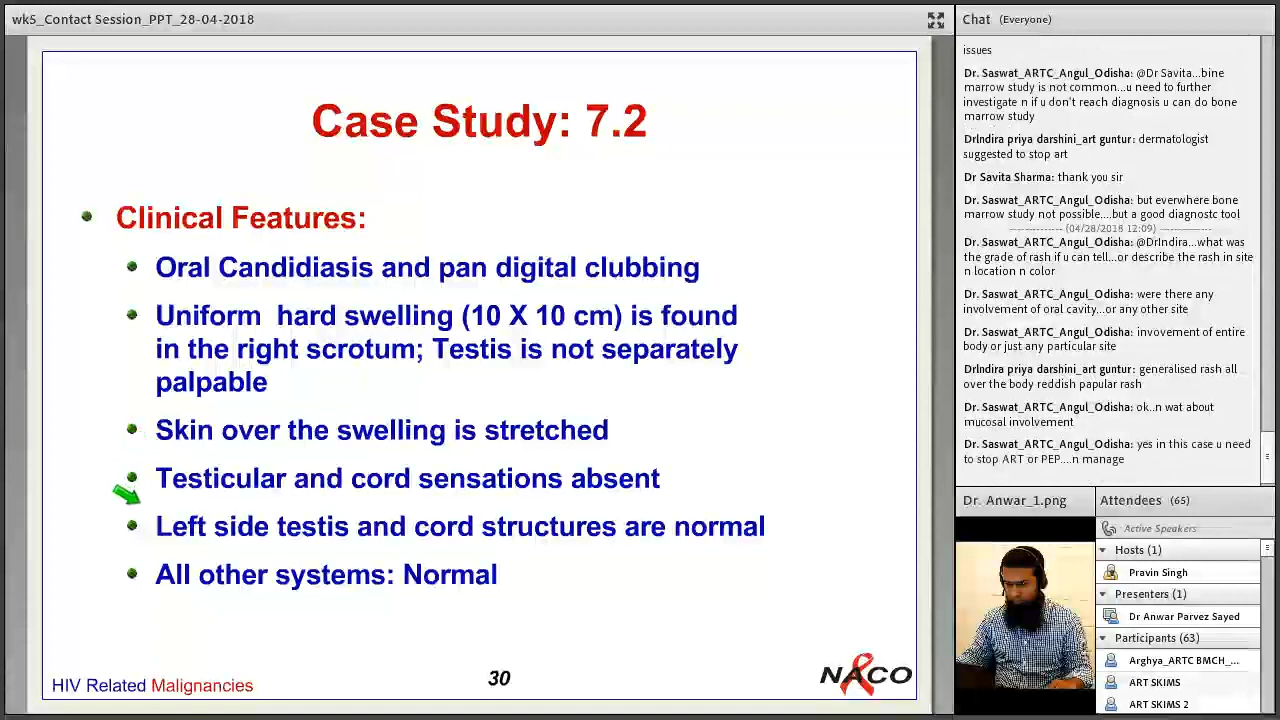 wk5_Contact Session_PPT_28-04-2018
Case Study: 7.2
Clinical Features:
Oral Candidiasis and pan digital clubbing
Uniform  hard swelling (10 X 10 cm) is found
in the right scrotum; Testis is not separately
palpable
Skin over the swelling is stretched
Testicular and cord sensations absent
Left side testis and cord structures are normal
All other systems: Normal
HIV Related Malignancies
30
NACO
Chat (Everyone)
issues
Dr. Saswat_ARTC_Angul_Odisha: @Dr Savita...bine
marrow study is not common...u need to further
investigate n if u don't reach diagnosis u can do bone
marrow study
DrIndira priya darshini_art guntur: dermatologist
suggested to stop art
Dr Savita Sharma: thank you sir
Dr. Saswat_ARTC_Angul_Odisha: but everwhere bone
marrow study not possible....but a good diagnostc tool
------------- (04/28/2018 12:09) -------------
Dr. Saswat_ARTC_Angul_Odisha: @DrIndira...what was
the grade of rash if u can tell...or describe the rash in site
n location n color
Dr. Saswat_ARTC_Angul_Odisha: were there any
involvement of oral cavity...or any other site
Dr. Saswat_ARTC_Angul_Odisha: invovement of entire
body or just any particular site
DrIndira priya darshini_art guntur: generalised rash all
over the body reddish papular rash
Dr. Saswat_ARTC_Angul_Odisha: ok..n wat about
mucosal involvement
Dr. Saswat_ARTC_Angul_Odisha: yes in this case u need
to stop ART or PEP....n manage
Dr. Anwar_1.png
Attendees (65)
Active Speakers
Hosts (1)
Pravin Singh
Presenters (1)
Dr Anwar Parvez Sayed
Participants (63)
Arghya_ARTC BMCH_...
ART SKIMS
ART SKIMS 2